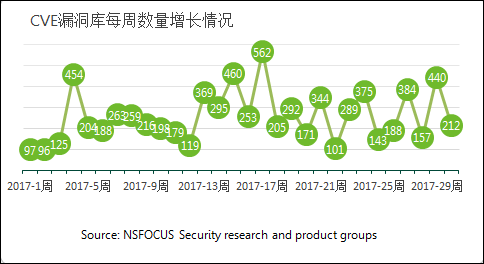 CVE漏洞库每周数量增长情况
97 96 125 454 204 188 263 259 216 198 179 119 369 295 460 253 562 205 292 171 344 101 289 375 143 188 384 157 440 212
2017-1周 2017-5周 2017-9周 2017-13周 2017-17周 2017-21周 2017-25周 2017-29周
Source: NSFOCUS Security research and product groups